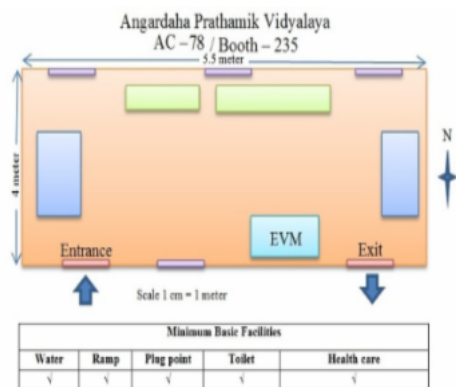 Angardaha Prathamik Vidyalaya
AC – 78 / Booth – 235
5.5 meter
4 meter
N
EVM
Entrance
Exit
Scale 1 cm = 1 meter
Minimum Basic Facilities
Water Ramp Plug point Toilet Health care
√ √ √ √ √